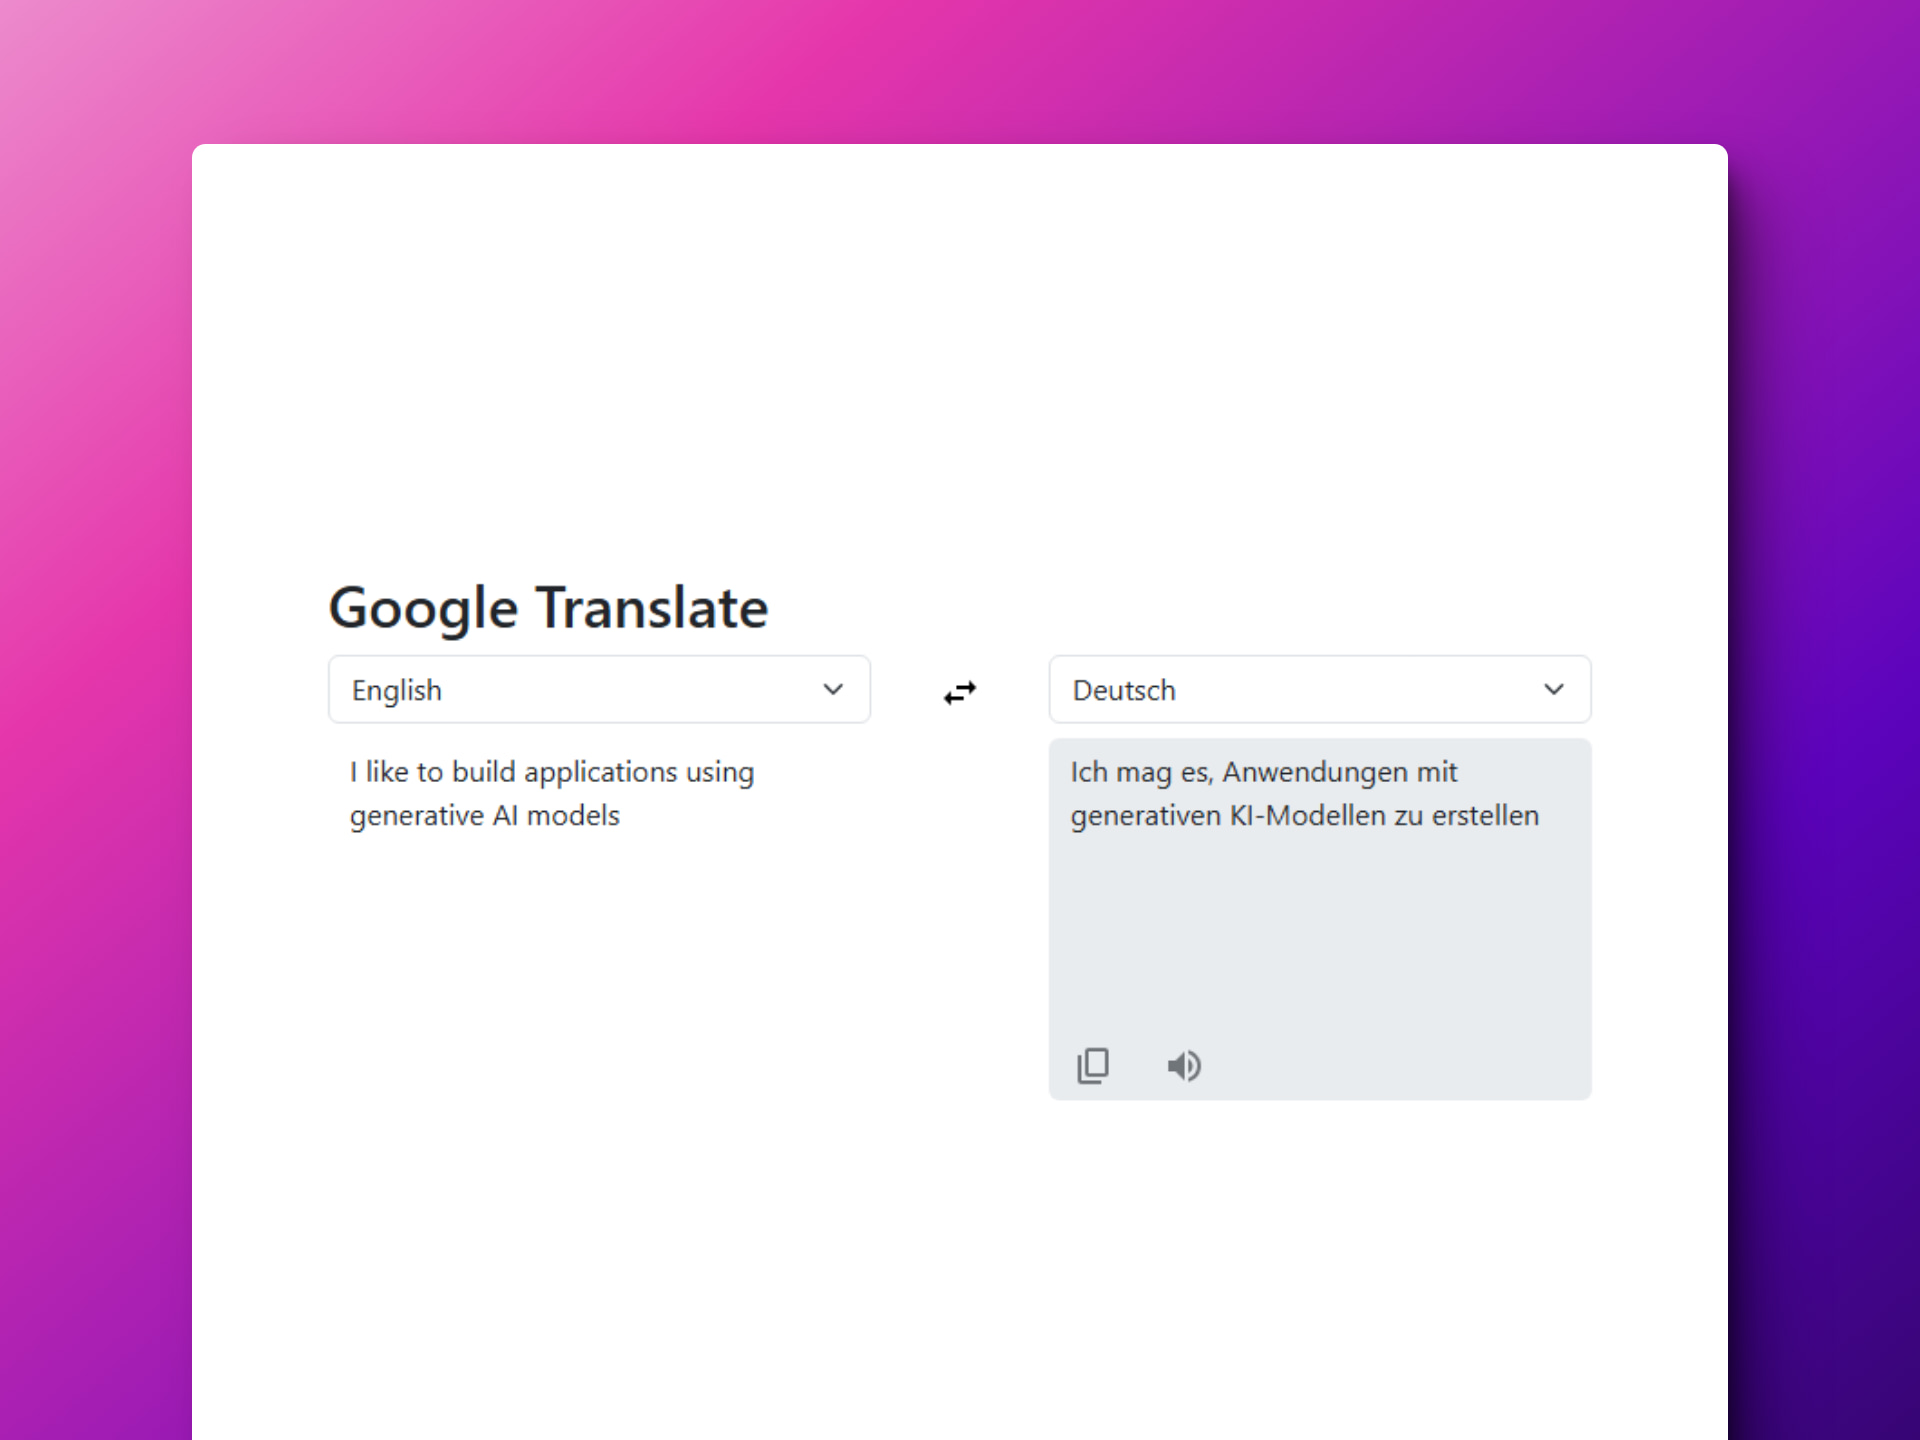 Google Translate
English
Deutsch
I like to build applications using
generative AI models
Ich mag es, Anwendungen mit
generativen KI-Modellen zu erstellen